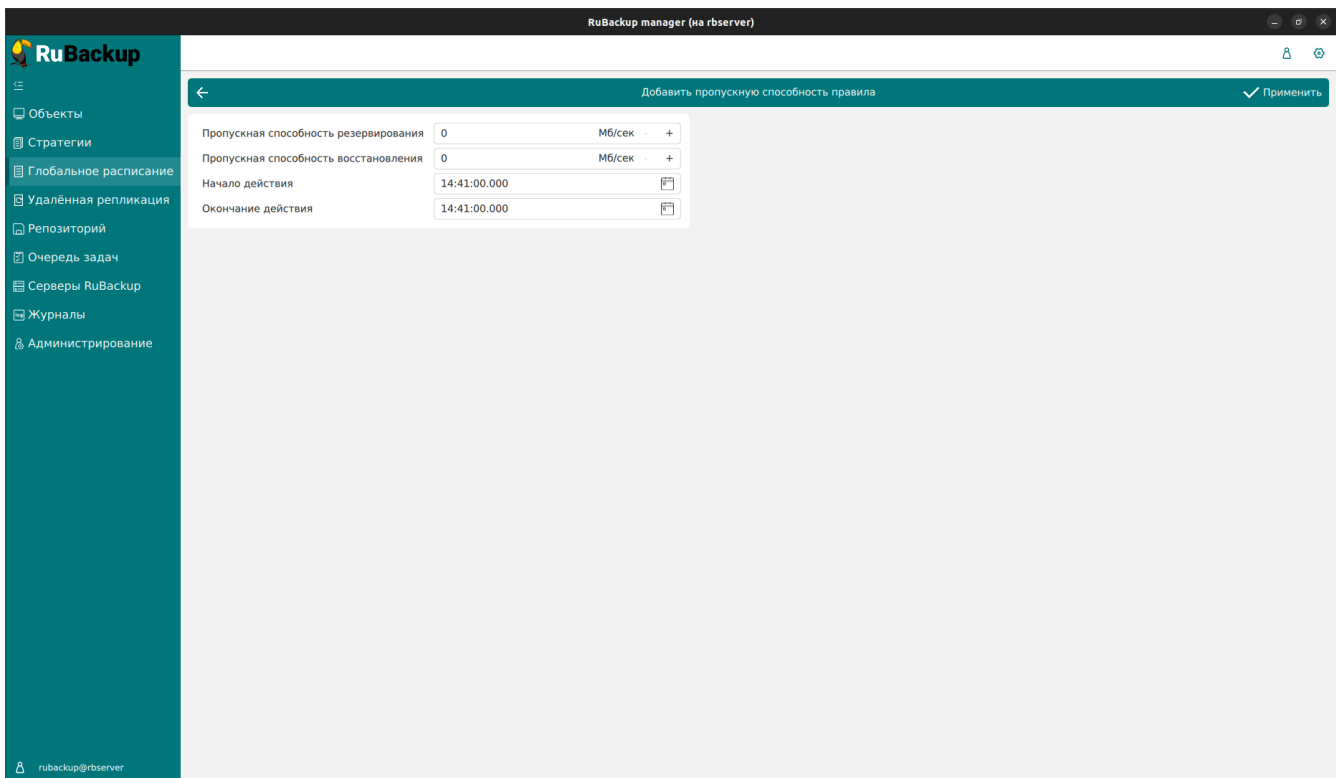 RuBackup manager (на rbserver)
RuBackup
Добавить пропускную способность правила
Применить
Объекты
Стратегии
Глобальное расписание
Удалённая репликация
Репозиторий
Очередь задач
Серверы RuBackup
Журналы
Администрирование
Пропускная способность резервирования 0 Мб/сек - +
Пропускная способность восстановления 0 Мб/сек - +
Начало действия 14:41:00.000
Окончание действия 14:41:00.000
rubackup@rbserver